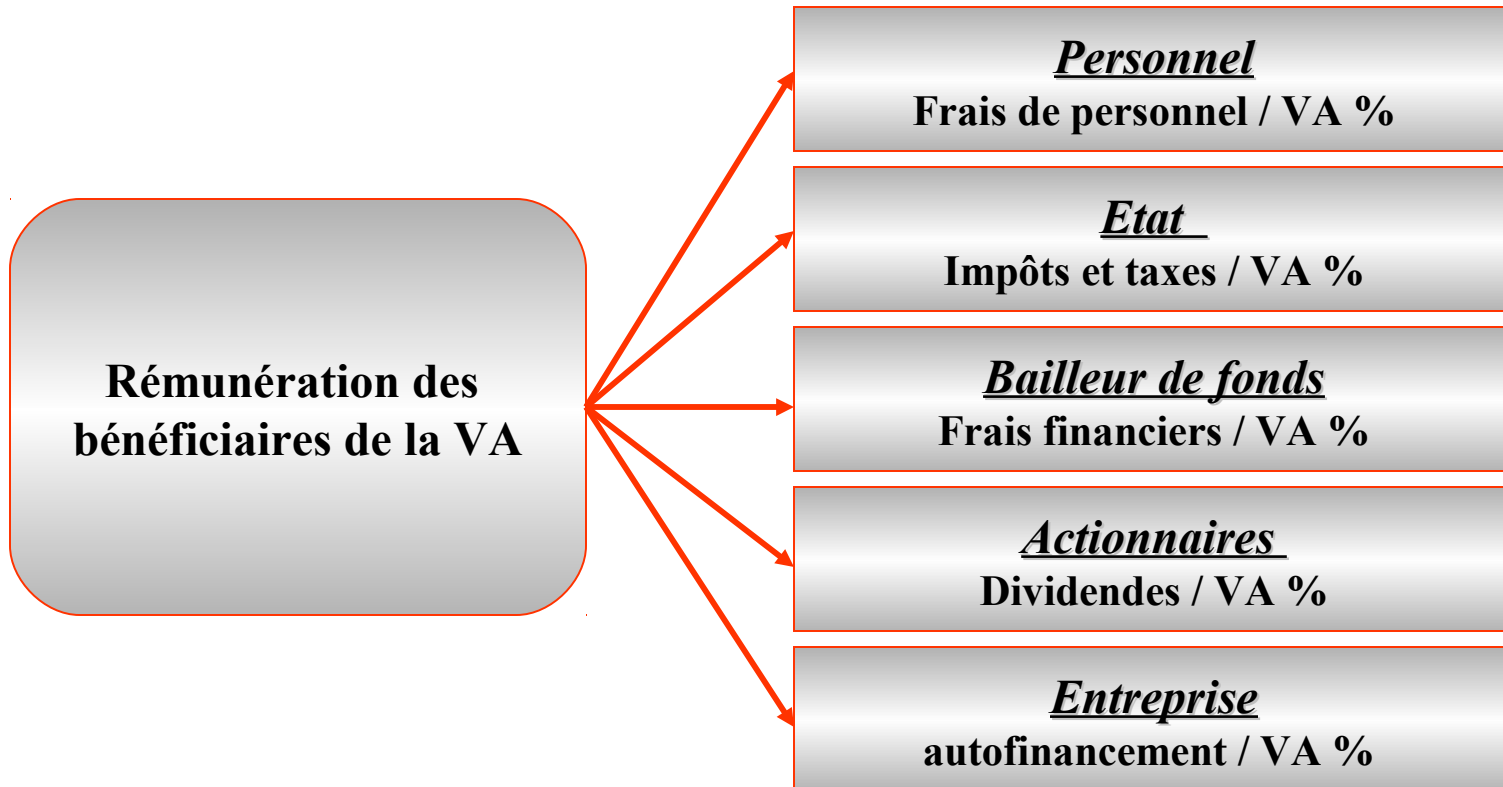 Rémunération des
bénéficiaires de la VA
Personnel
Frais de personnel / VA %
Etat
Impôts et taxes / VA %
Bailleur de fonds
Frais financiers / VA %
Actionnaires
Dividendes / VA %
Entreprise
autofinancement / VA %